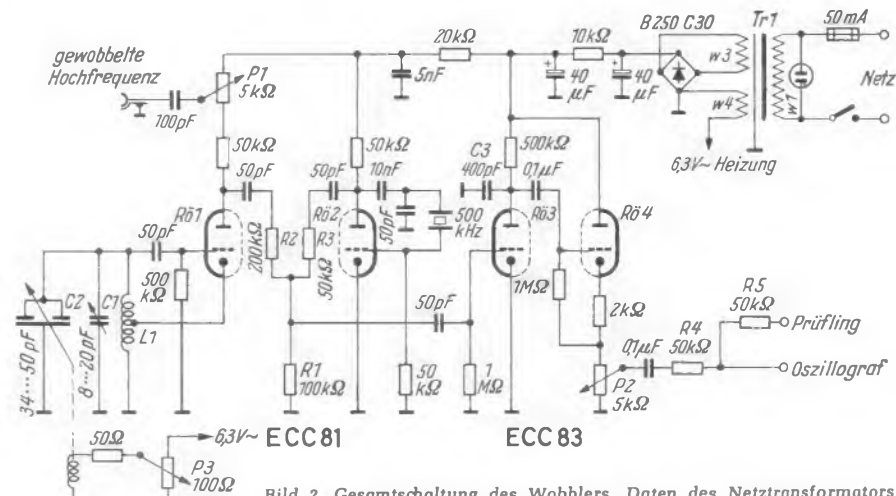 B250 C30
Tr1
50mA
20kΩ
10kΩ
gewobbelte
Hochfrequenz
P1
5kΩ
5nF
+
40
μF
+
40
μF
w3
w4
w1
Netz
100pF
6,3V~ Heizung
50kΩ
50kΩ
500kΩ
50pF
50pF
10nF
C3
400pF
0,1μF
Rö1
Rö2
Rö3
Rö4
50pF
200kΩ
R2
R3
50kΩ
50pF
500
kHz
500
kΩ
1MΩ
2kΩ
C2
C1
L1
34...50pF
8...20pF
50pF
R5
50kΩ
Prüfling
R4
50kΩ
0,1μF
Oszillograf
R1
100kΩ
50
kΩ
1
MΩ
P2
5kΩ
50Ω
6,3V~
ECC81
ECC83
P3
100Ω
Bild 2. Gesamtschaltung des Wobblers. Daten des Netztransformators